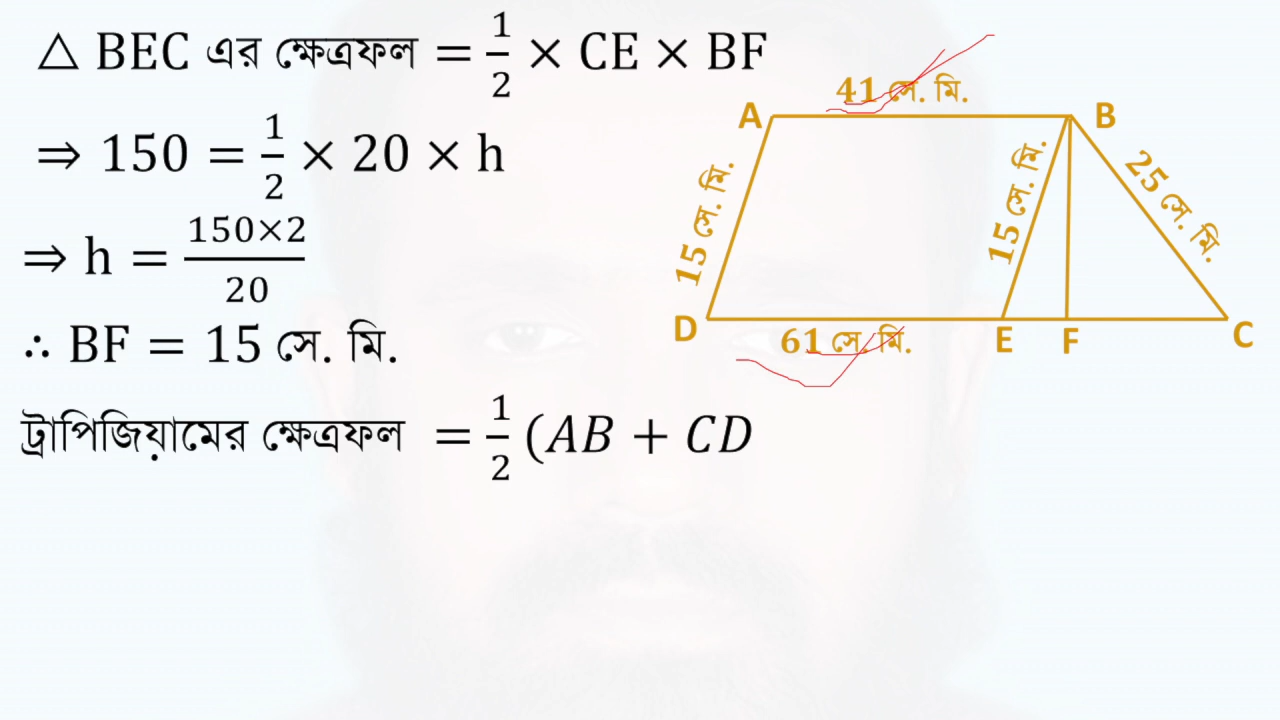 △ BEC এর ক্ষেত্রফল = 1/2 × CE × BF
⇒ 150 = 1/2 × 20 × h
⇒ h = 150×2/20
∴ BF = 15 সে. মি.
ট্রাপিজিয়ামের ক্ষেত্রফল = 1/2 (AB + CD
41 সে. মি.
A
B
15 সে. মি.
15 সে. মি.
25 সে. মি.
D
61 সে. মি.
E
F
C